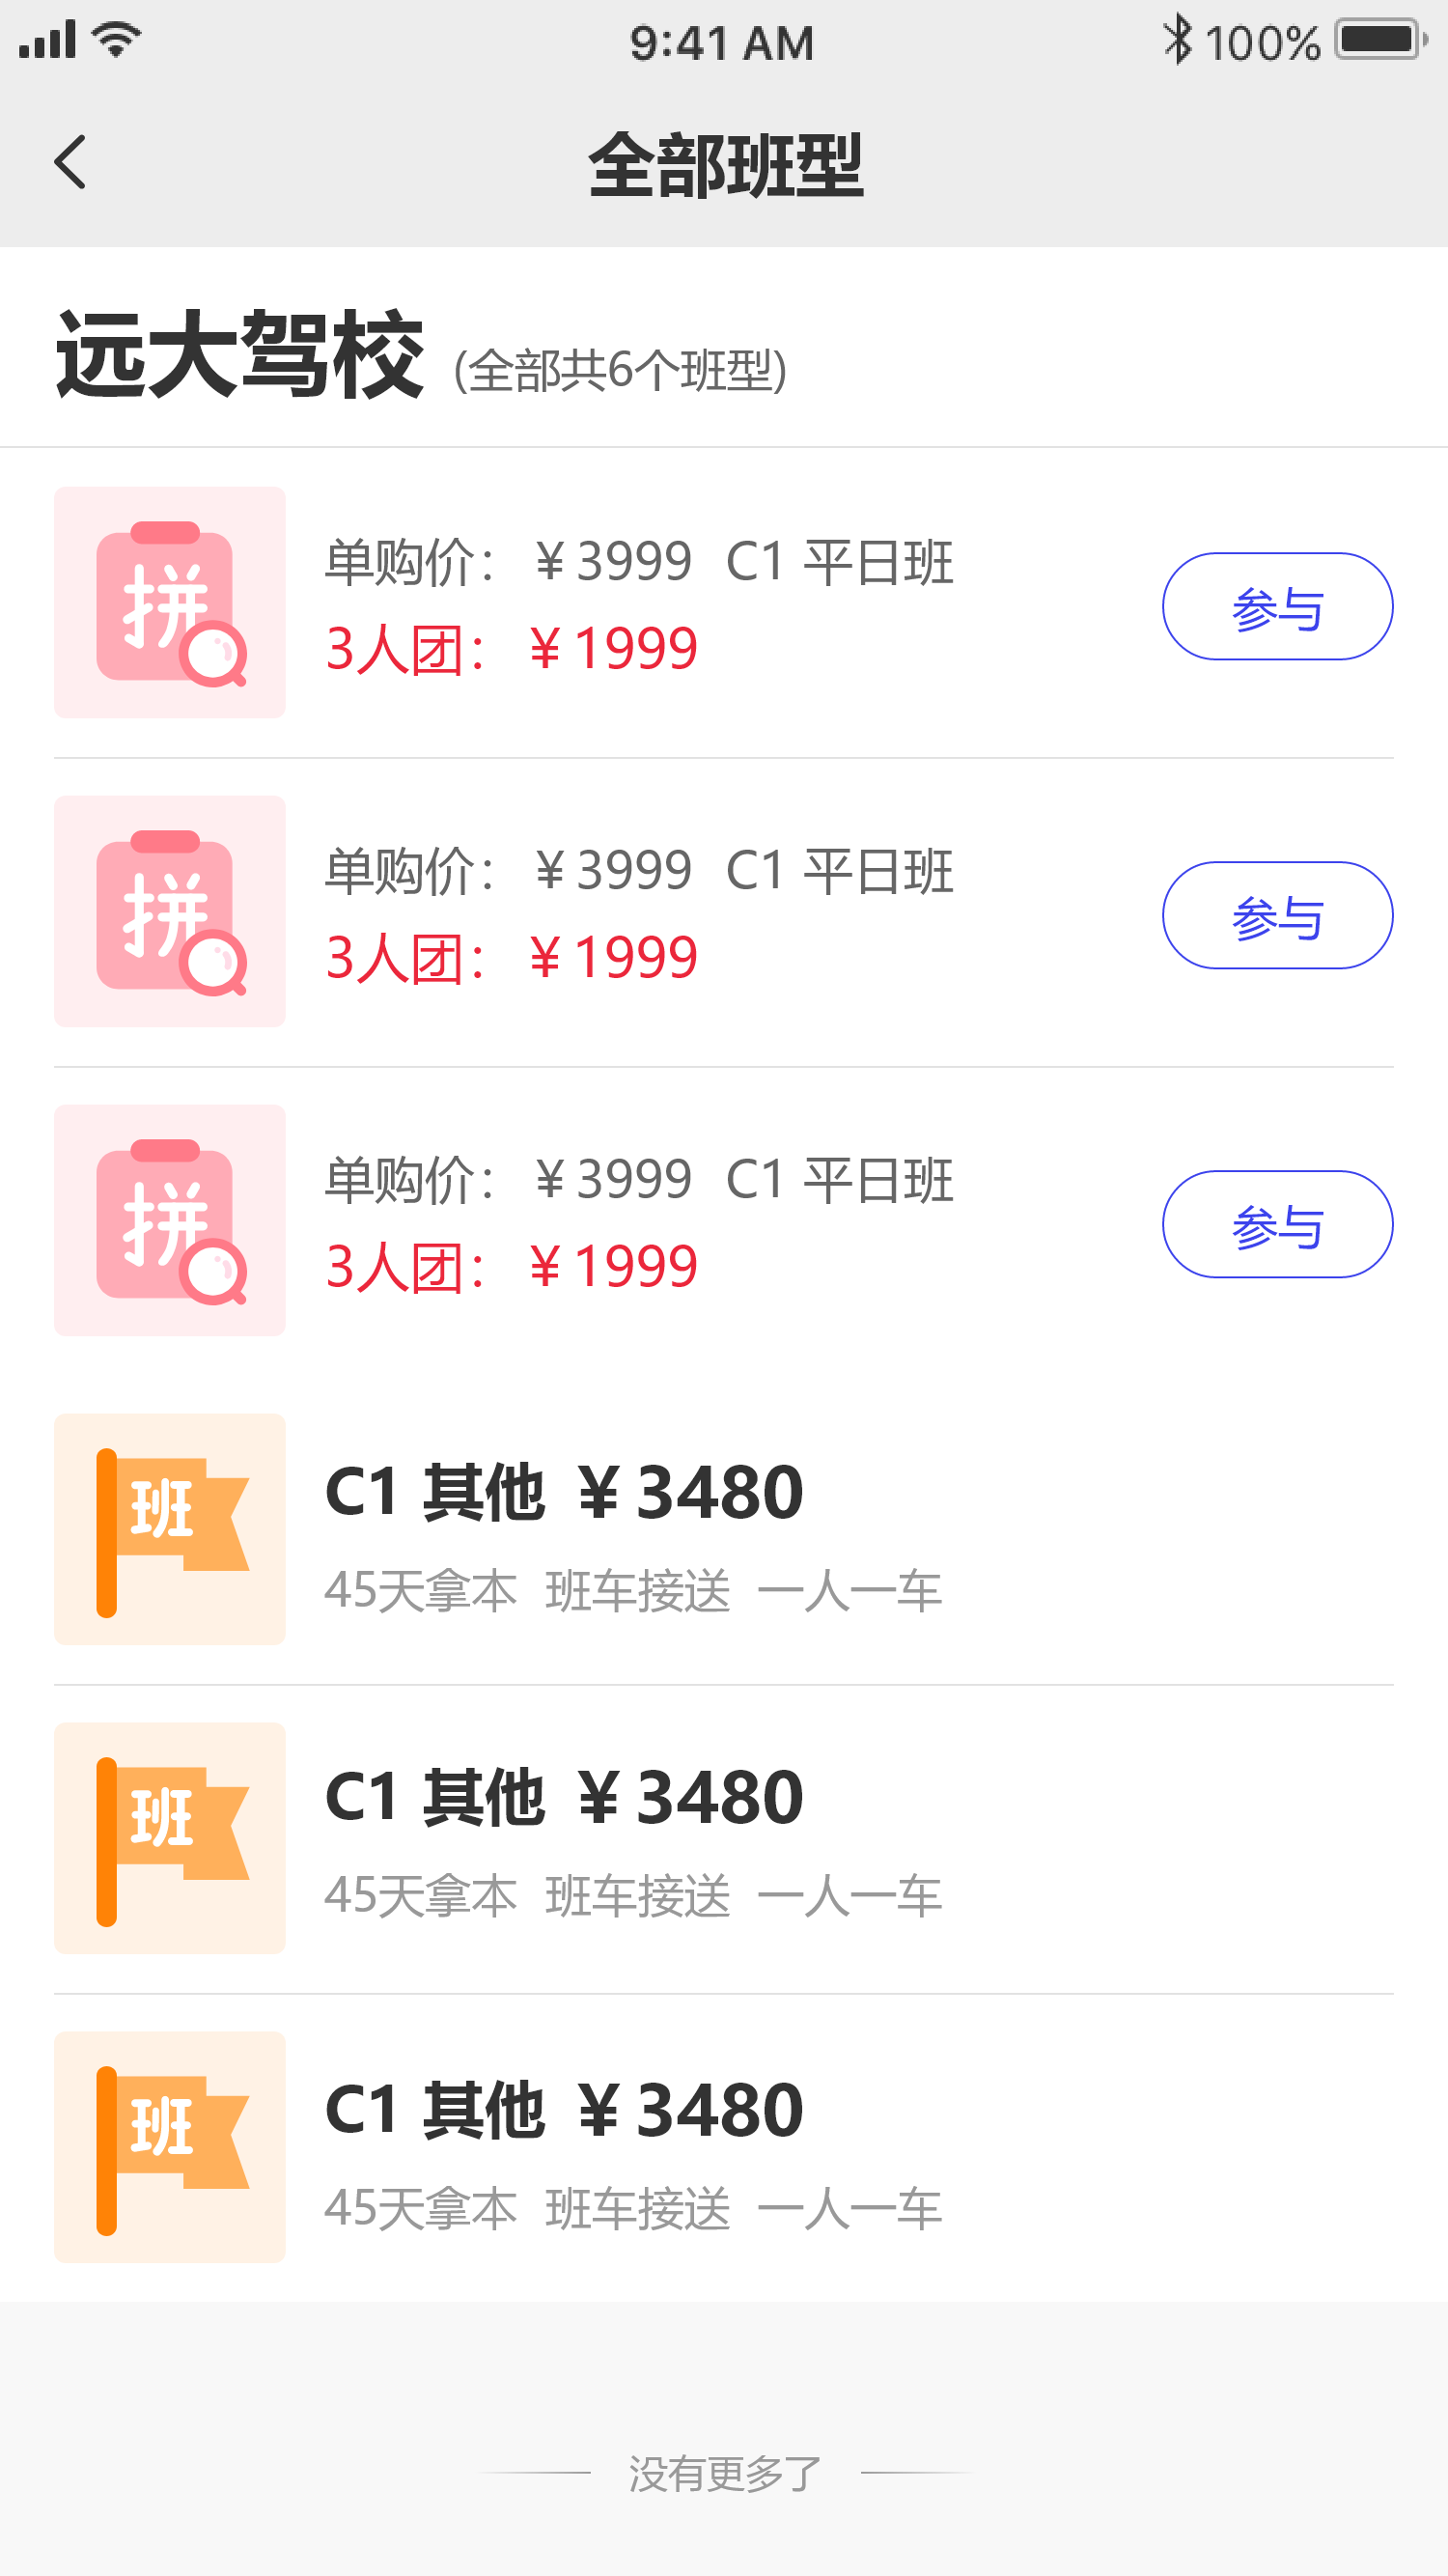 9:41 AM
100%
全部班型
远大驾校 (全部共6个班型)
拼
单购价： ¥ 3999 C1 平日班
3人团： ¥ 1999
参与
拼
单购价： ¥ 3999 C1 平日班
3人团： ¥ 1999
参与
拼
单购价： ¥ 3999 C1 平日班
3人团： ¥ 1999
参与
班
C1 其他 ¥ 3480
45天拿本 班车接送 一人一车
班
C1 其他 ¥ 3480
45天拿本 班车接送 一人一车
班
C1 其他 ¥ 3480
45天拿本 班车接送 一人一车
没有更多了